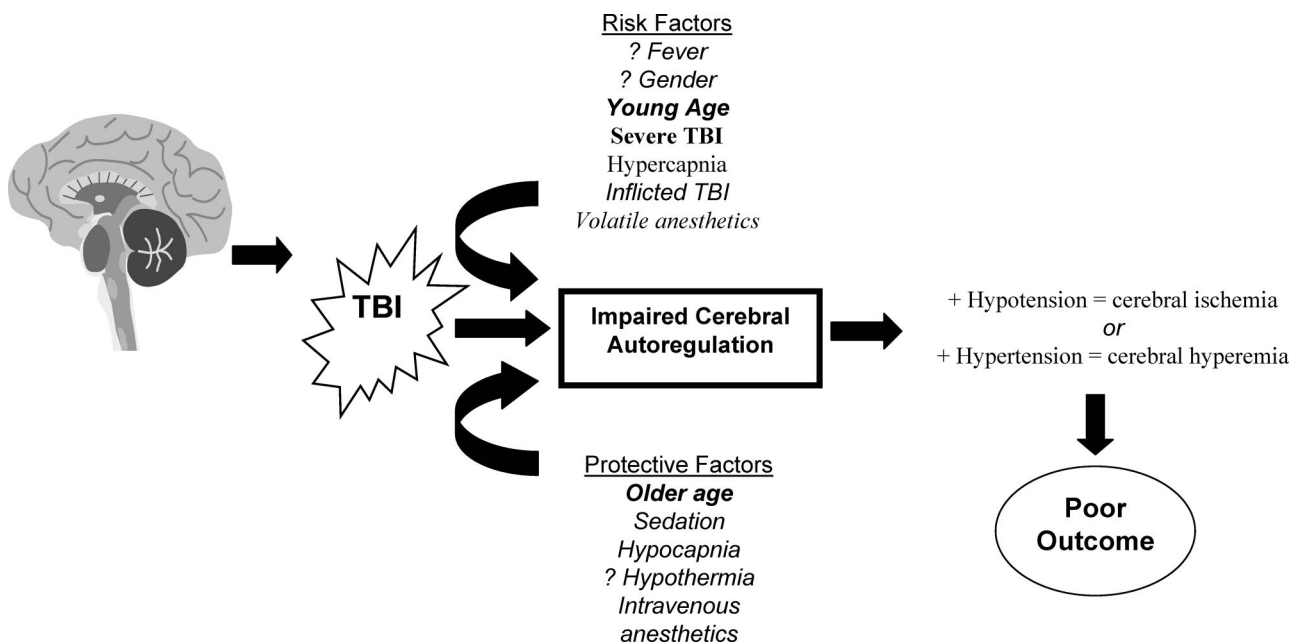 Risk Factors
? Fever
? Gender
Young Age
Severe TBI
Hypercapnia
Inflicted TBI
Volatile anesthetics
TBI
Impaired Cerebral
Autoregulation
+ Hypotension = cerebral ischemia
or
+ Hypertension = cerebral hyperemia
Protective Factors
Older age
Sedation
Hypocapnia
? Hypothermia
Intravenous
anesthetics
Poor
Outcome